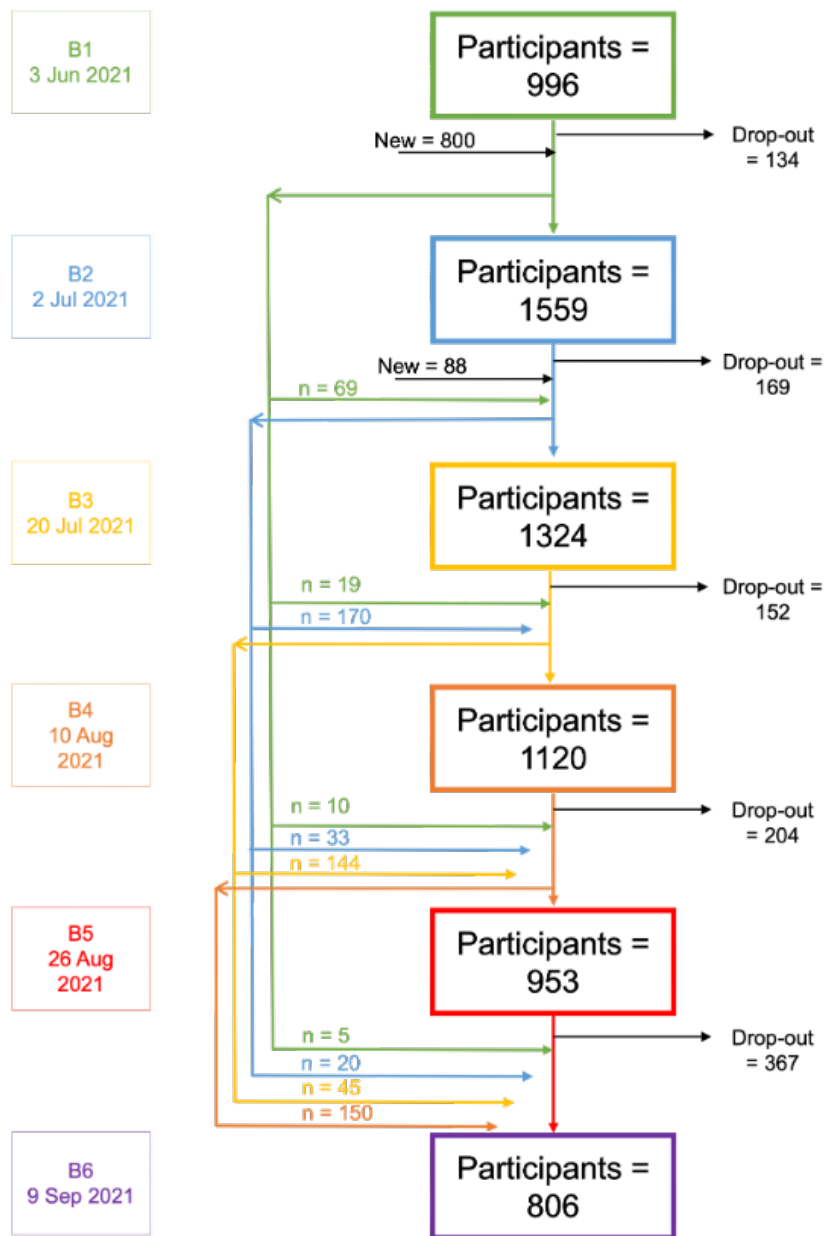 B1
3 Jun 2021
Participants =
996
New = 800
Drop-out
= 134
B2
2 Jul 2021
Participants =
1559
New = 88
Drop-out =
169
n = 69
B3
20 Jul 2021
Participants =
1324
n = 19
Drop-out =
152
n = 170
B4
10 Aug
2021
Participants =
1120
n = 10
Drop-out
= 204
n = 33
n = 144
B5
26 Aug
2021
Participants =
953
n = 5
Drop-out
= 367
n = 20
n = 45
n = 150
B6
9 Sep 2021
Participants =
806